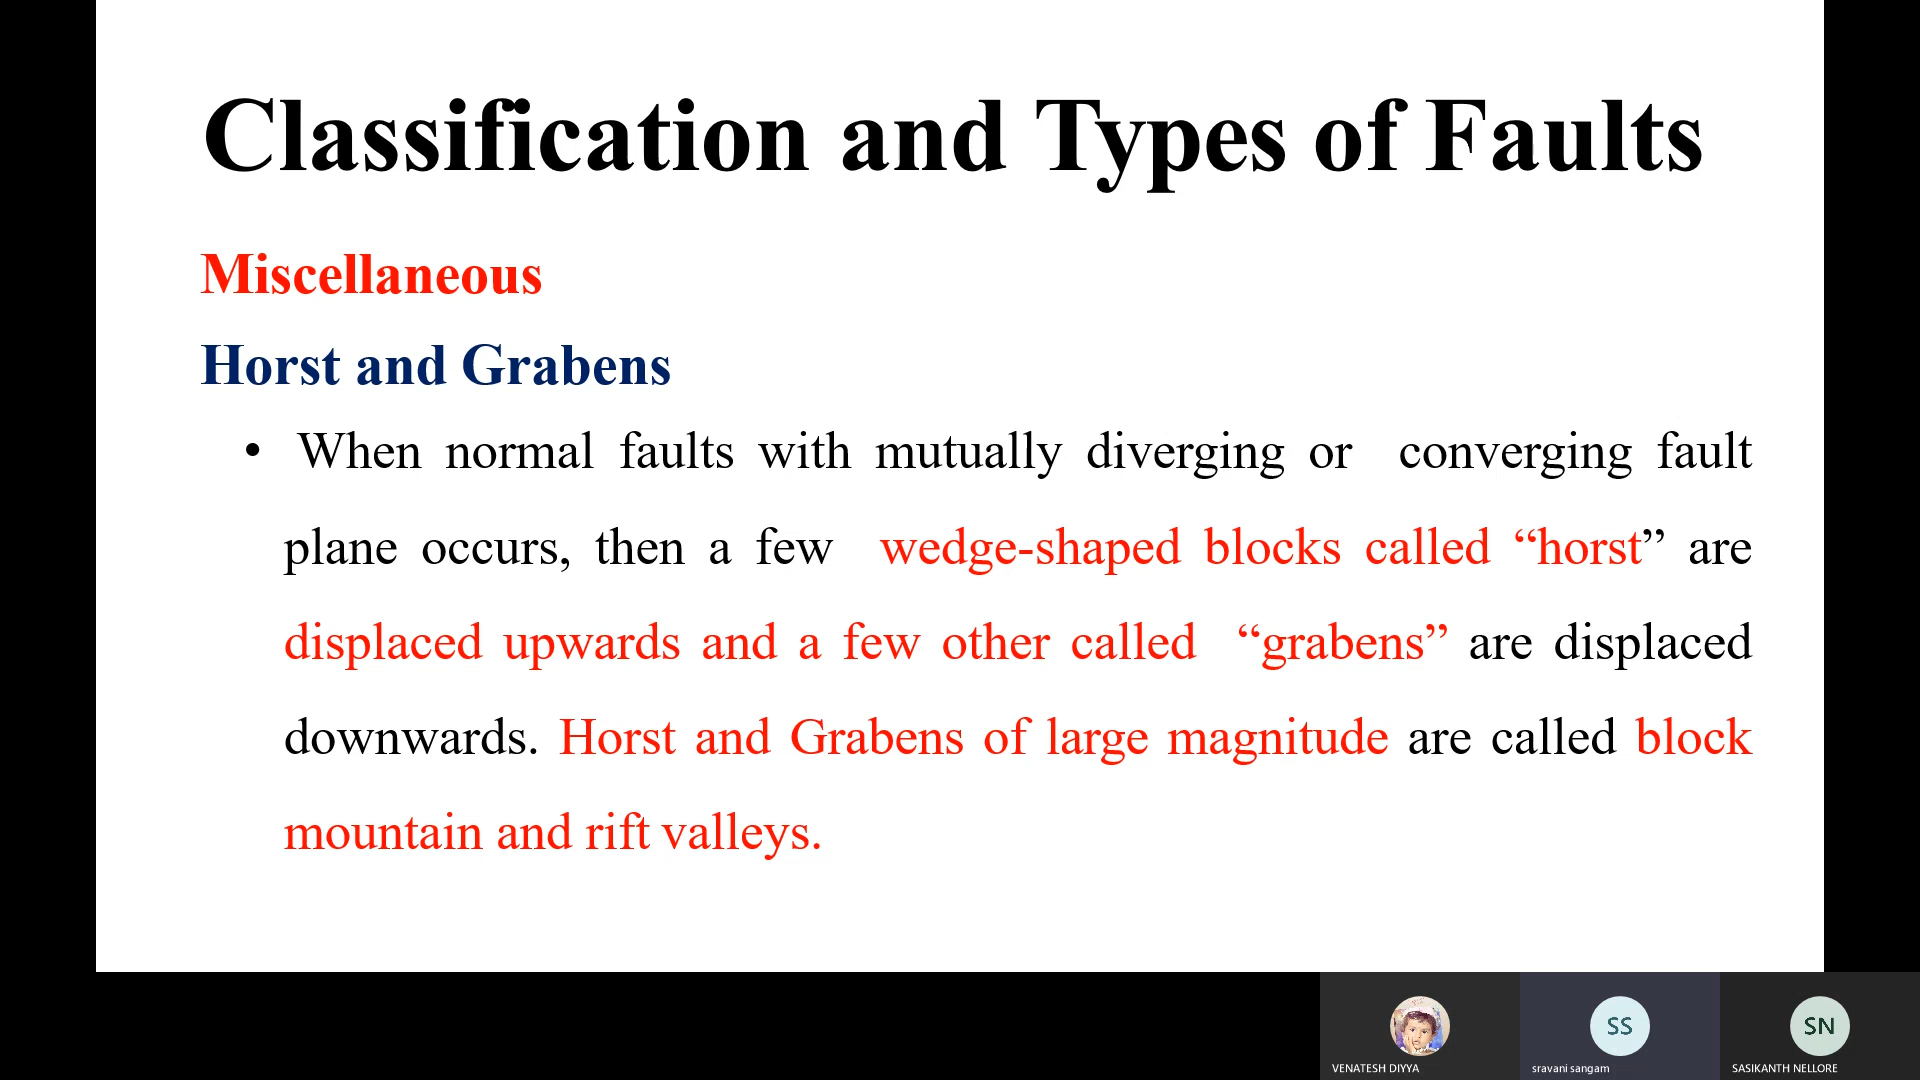 Classification and Types of Faults
Miscellaneous
Horst and Grabens
• When normal faults with mutually diverging or converging fault
plane occurs, then a few wedge-shaped blocks called “horst” are
displaced upwards and a few other called “grabens” are displaced
downwards. Horst and Grabens of large magnitude are called block
mountain and rift valleys.
SS
SN
VENATESH DIYYA
sravani sangam
SASIKANTH NELLORE